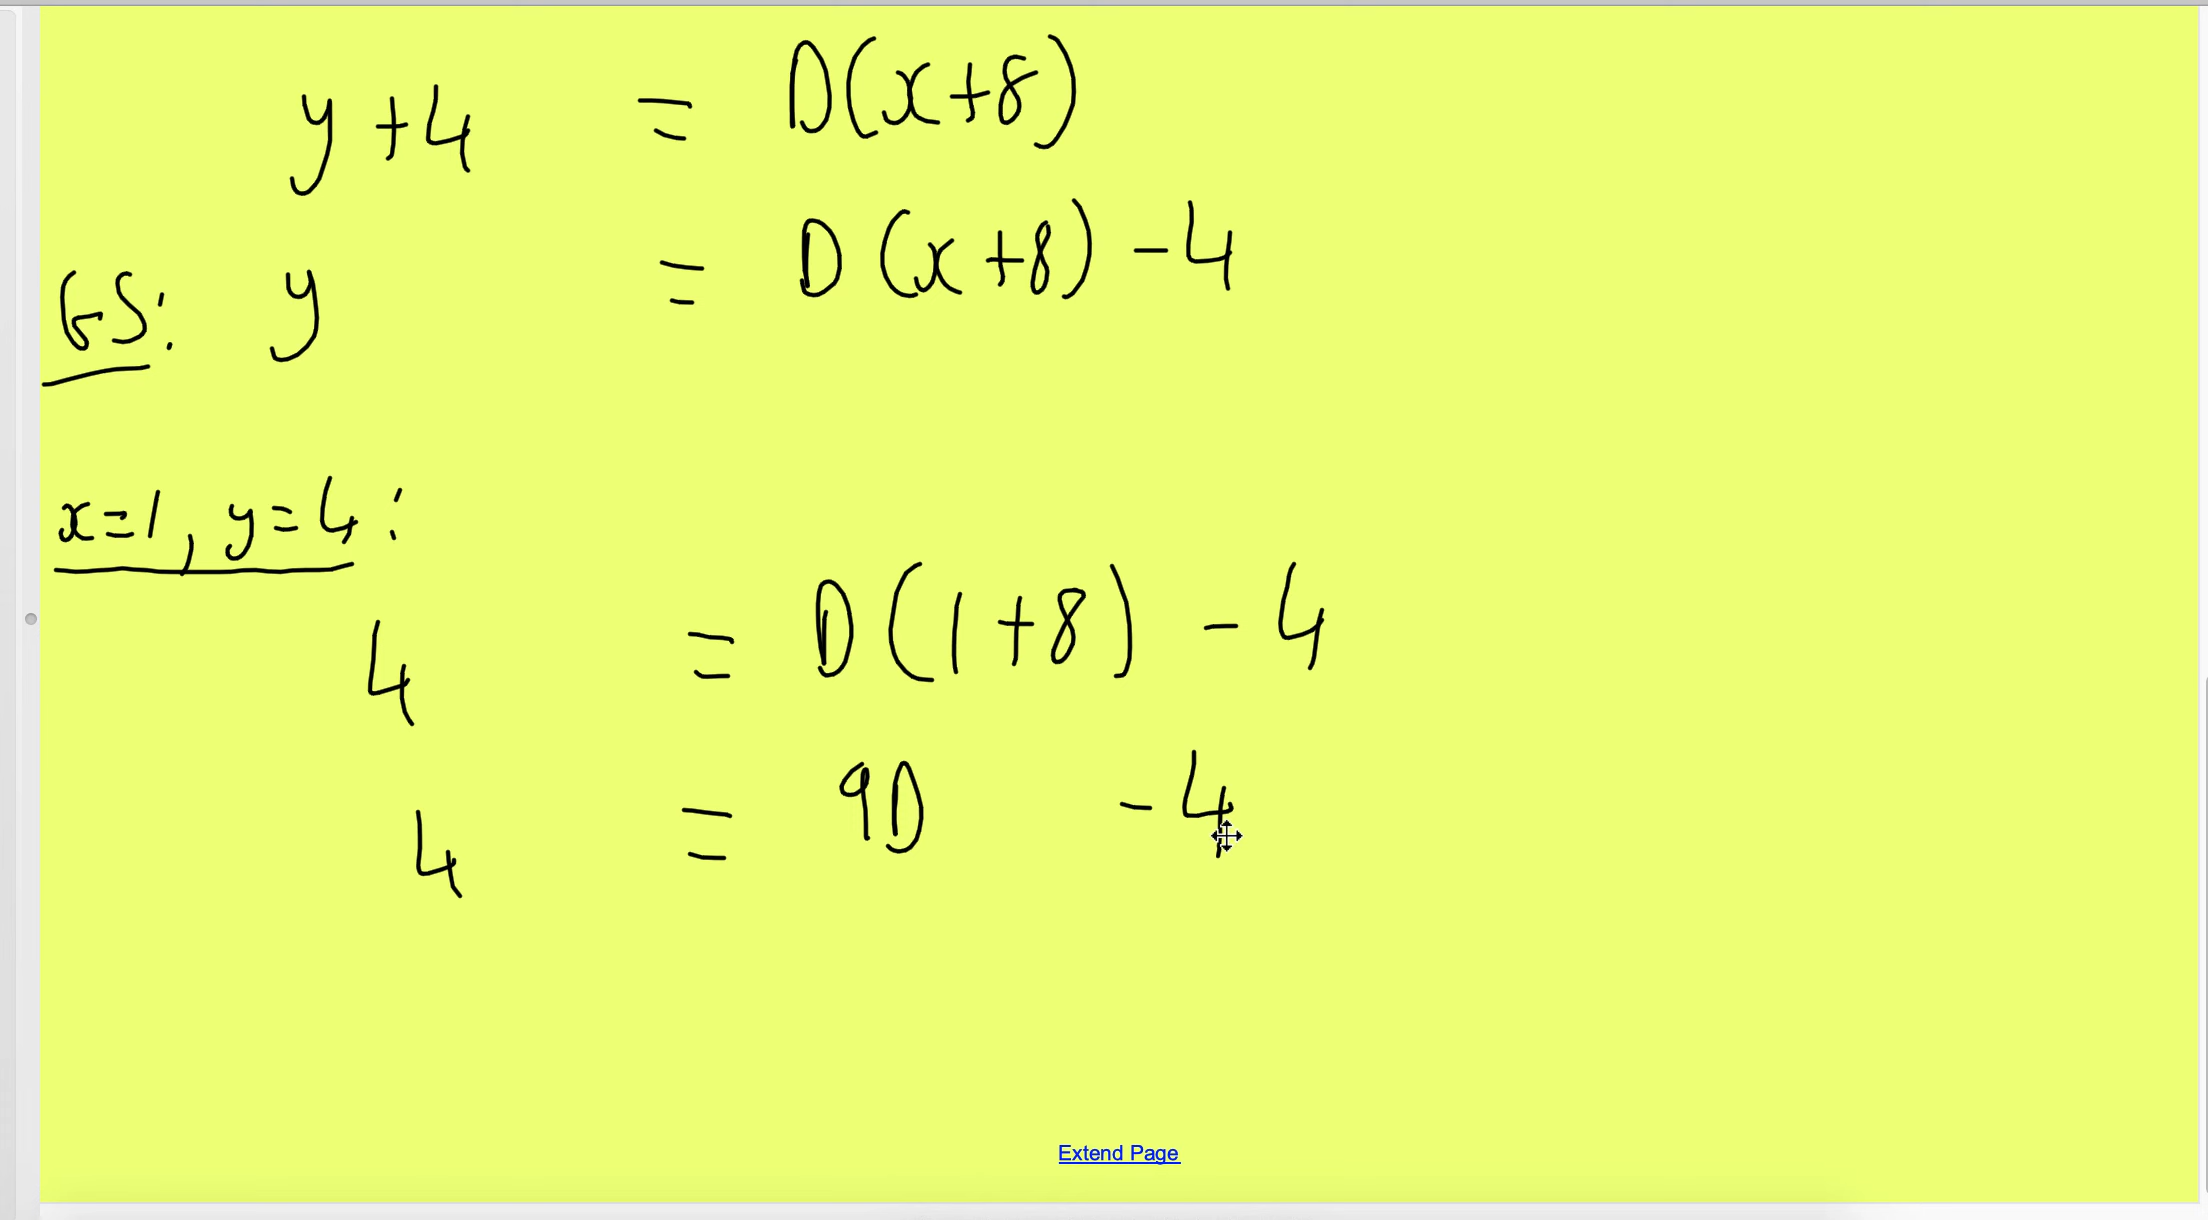 y + 4 = D(x+8)
GS: y = D(x+8) - 4
x=1, y=4:
4 = D(1+8) - 4
4 = 9D - 4
Extend Page